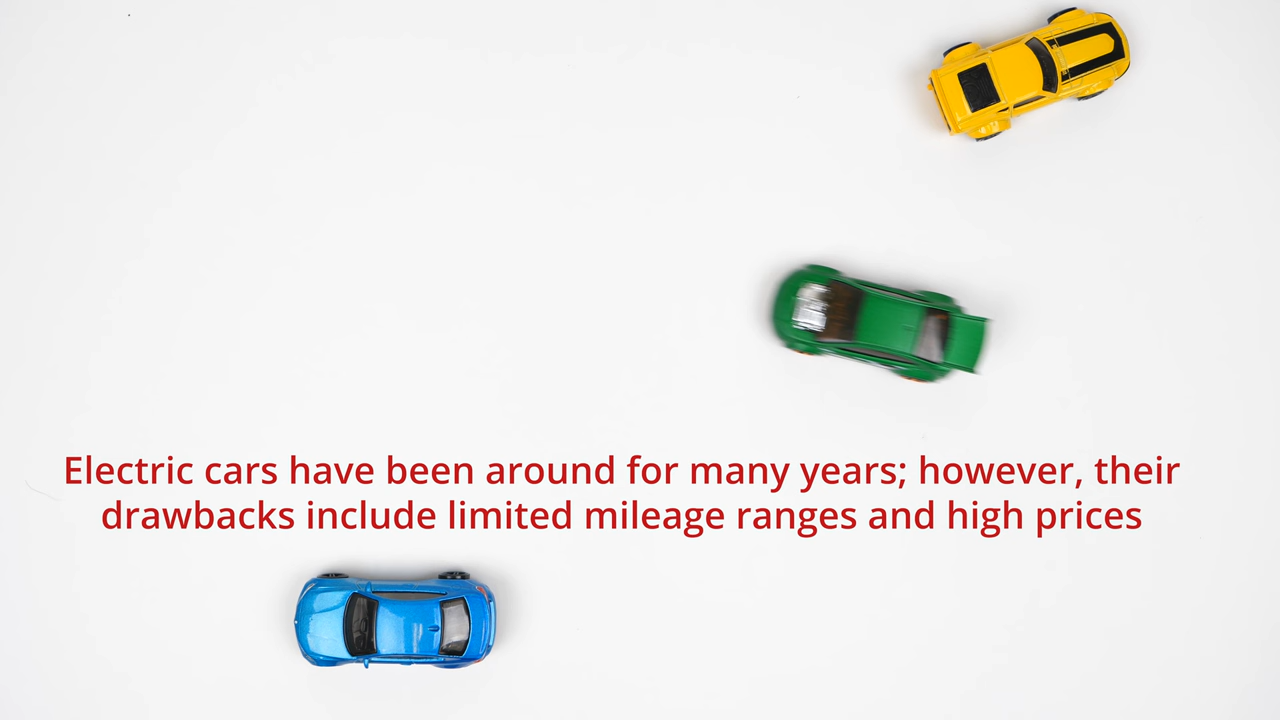 Electric cars have been around for many years; however, their
drawbacks include limited mileage ranges and high prices